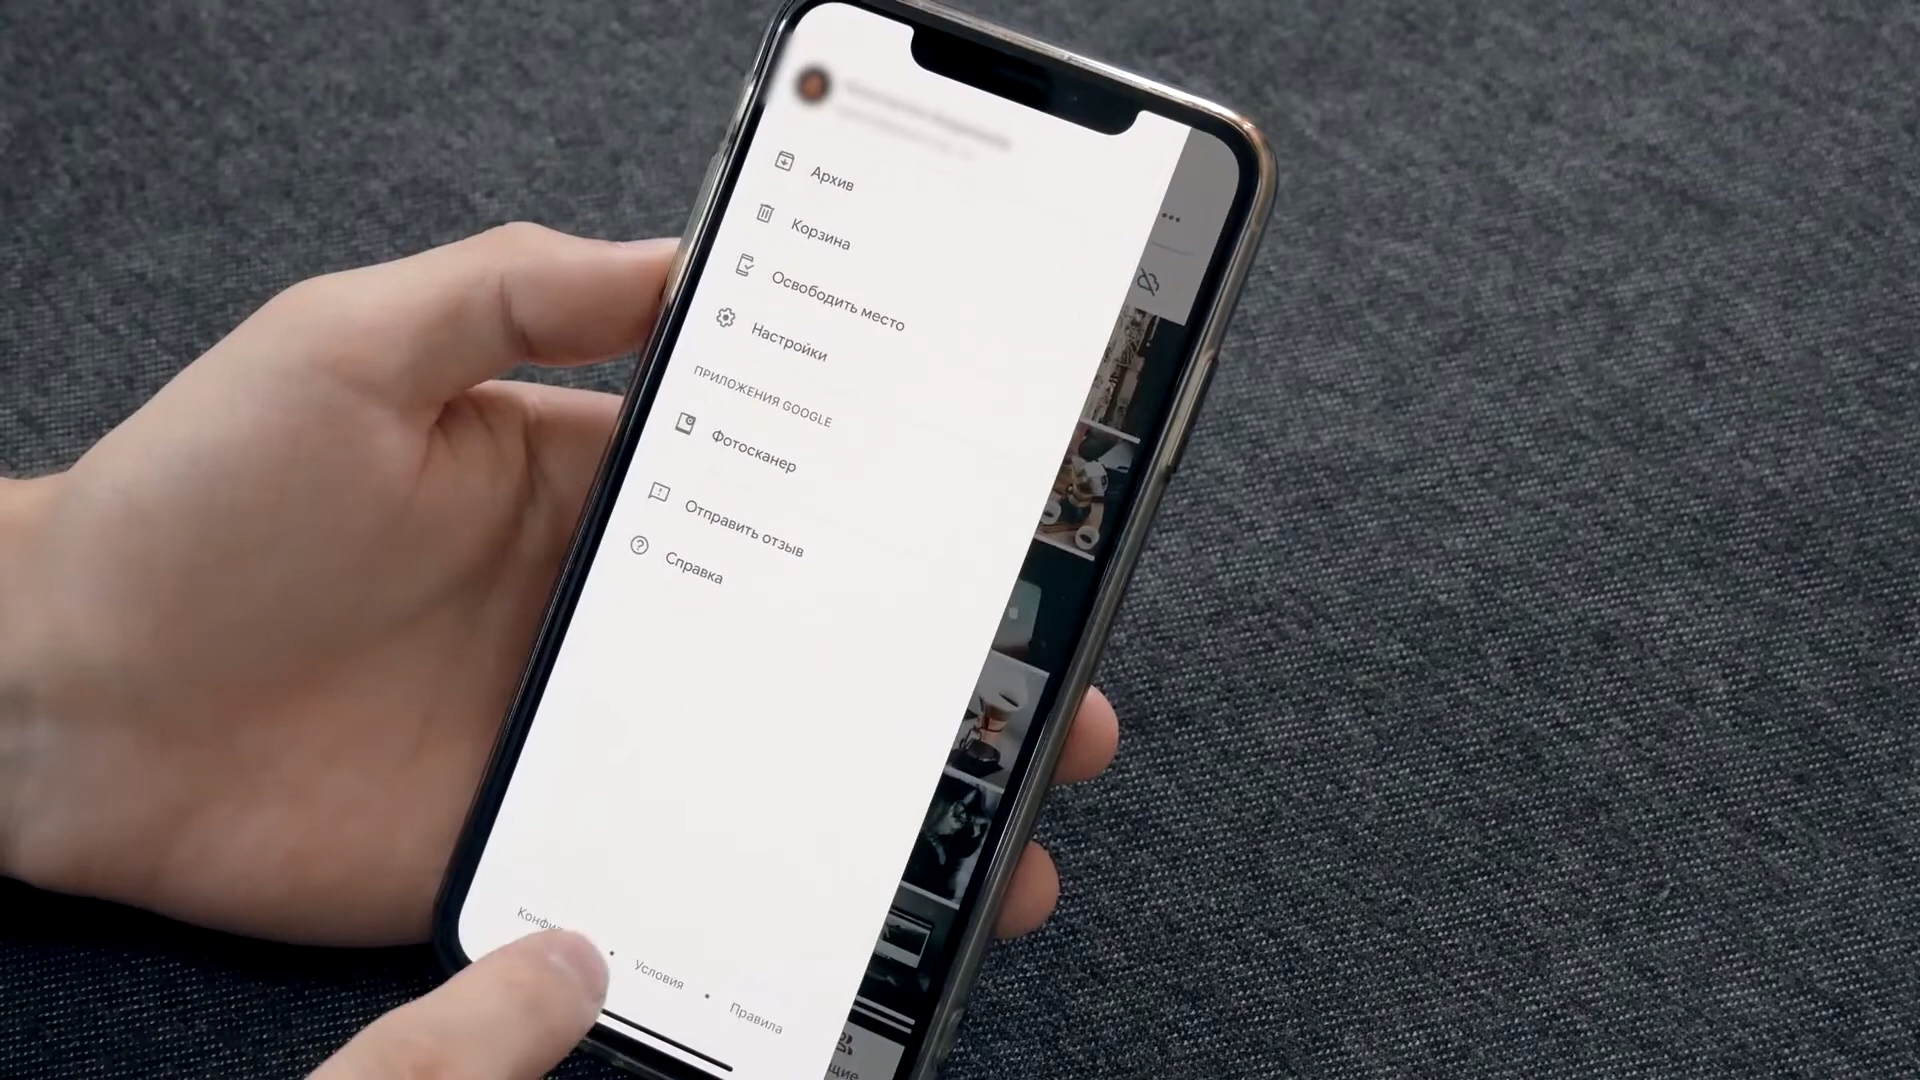 Архив
Корзина
Освободить место
Настройки
ПРИЛОЖЕНИЯ GOOGLE
Фотосканер
Отправить отзыв
Справка
Условия • Правила